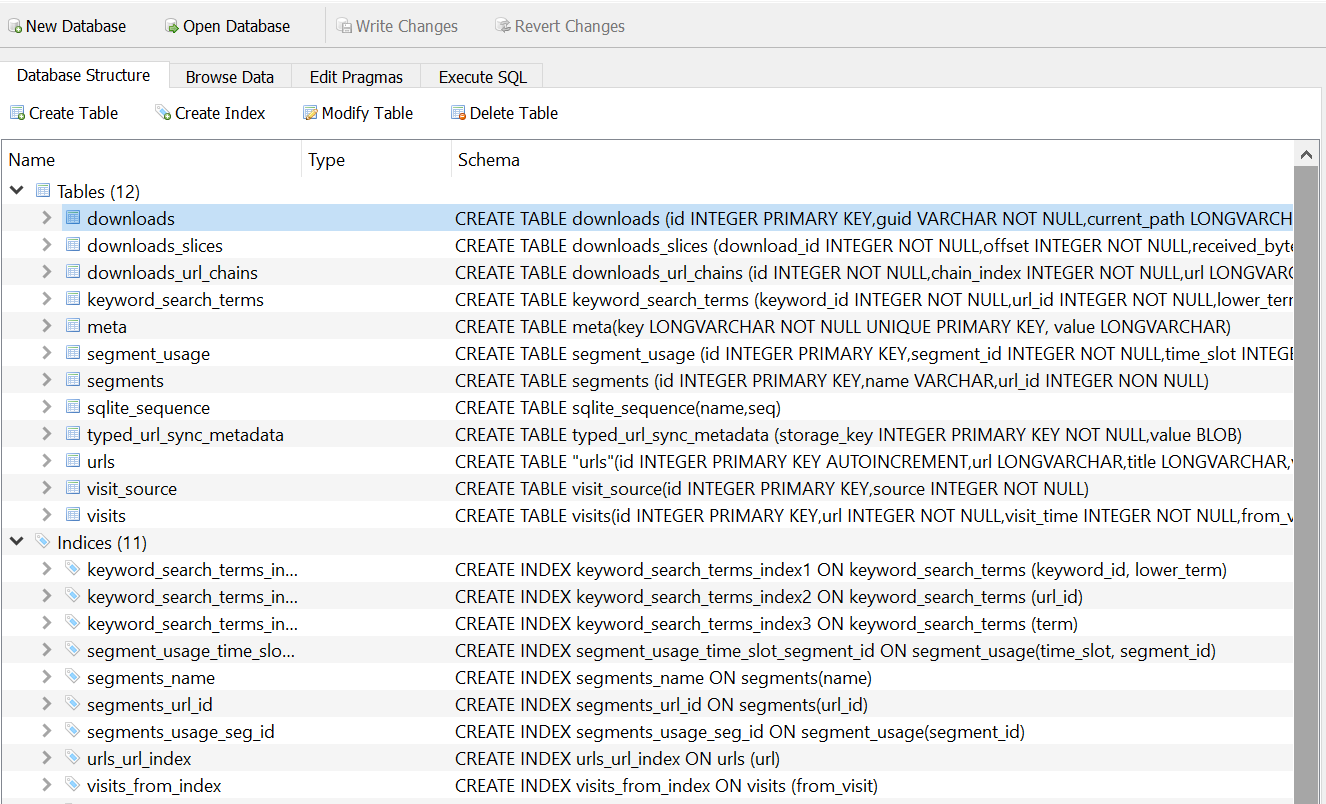 New Database Open Database Write Changes Revert Changes
Database Structure Browse Data Edit Pragmas Execute SQL
Create Table Create Index Modify Table Delete Table
Name Type Schema
Tables (12)
downloads CREATE TABLE downloads (id INTEGER PRIMARY KEY,guid VARCHAR NOT NULL,current_path LONGVARCH
downloads_slices CREATE TABLE downloads_slices (download_id INTEGER NOT NULL,offset INTEGER NOT NULL,received_byte
downloads_url_chains CREATE TABLE downloads_url_chains (id INTEGER NOT NULL,chain_index INTEGER NOT NULL,url LONGVARC
keyword_search_terms CREATE TABLE keyword_search_terms (keyword_id INTEGER NOT NULL,url_id INTEGER NOT NULL,lower_term
meta CREATE TABLE meta(key LONGVARCHAR NOT NULL UNIQUE PRIMARY KEY, value LONGVARCHAR)
segment_usage CREATE TABLE segment_usage (id INTEGER PRIMARY KEY,segment_id INTEGER NOT NULL,time_slot INTEGE
segments CREATE TABLE segments (id INTEGER PRIMARY KEY,name VARCHAR,url_id INTEGER NON NULL)
sqlite_sequence CREATE TABLE sqlite_sequence(name,seq)
typed_url_sync_metadata CREATE TABLE typed_url_sync_metadata (storage_key INTEGER PRIMARY KEY NOT NULL,value BLOB)
urls CREATE TABLE "urls"(id INTEGER PRIMARY KEY AUTOINCREMENT,url LONGVARCHAR,title LONGVARCHAR,v
visit_source CREATE TABLE visit_source(id INTEGER PRIMARY KEY,source INTEGER NOT NULL)
visits CREATE TABLE visits(id INTEGER PRIMARY KEY,url INTEGER NOT NULL,visit_time INTEGER NOT NULL,from_v
Indices (11)
keyword_search_terms_in... CREATE INDEX keyword_search_terms_index1 ON keyword_search_terms (keyword_id, lower_term)
keyword_search_terms_in... CREATE INDEX keyword_search_terms_index2 ON keyword_search_terms (url_id)
keyword_search_terms_in... CREATE INDEX keyword_search_terms_index3 ON keyword_search_terms (term)
segment_usage_time_slo... CREATE INDEX segment_usage_time_slot_segment_id ON segment_usage(time_slot, segment_id)
segments_name CREATE INDEX segments_name ON segments(name)
segments_url_id CREATE INDEX segments_url_id ON segments(url_id)
segments_usage_seg_id CREATE INDEX segments_usage_seg_id ON segment_usage(segment_id)
urls_url_index CREATE INDEX urls_url_index ON urls (url)
visits_from_index CREATE INDEX visits_from_index ON visits (from_visit)